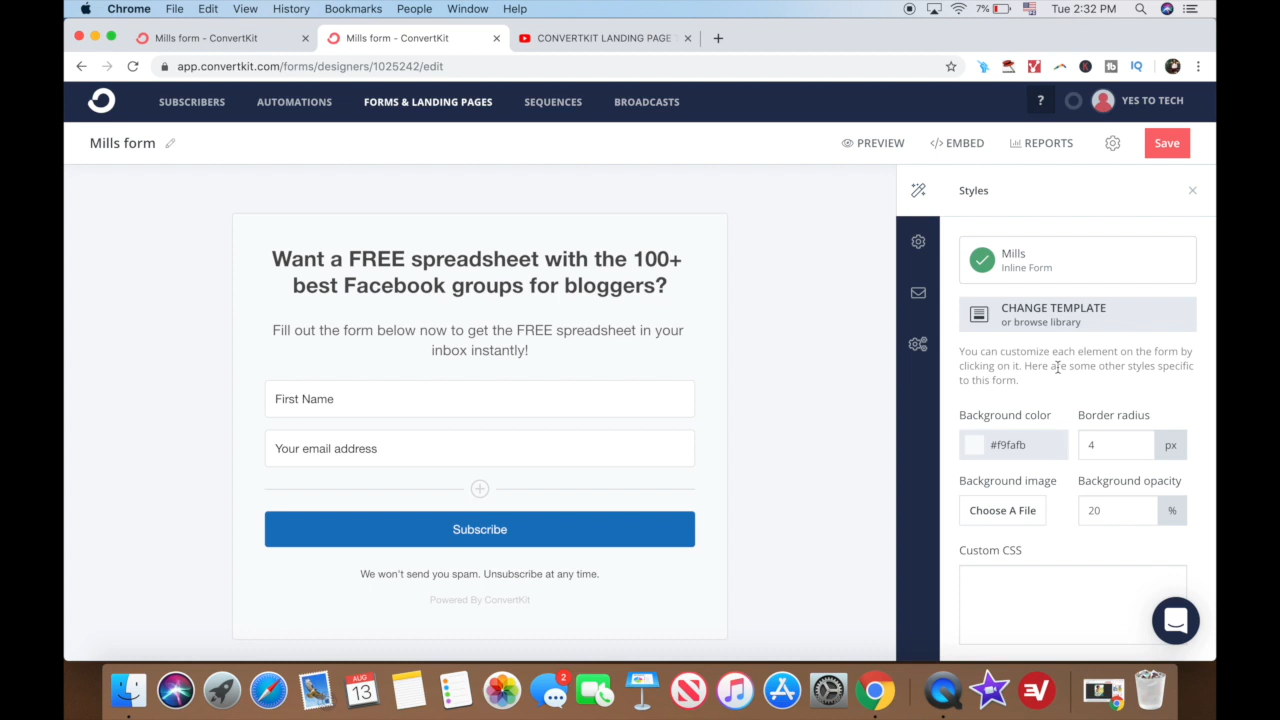 Chrome File Edit View History Bookmarks People Window Help 7% Tue 2:32 PM
Mills form - ConvertKit Mills form - ConvertKit CONVERTKIT LANDING PAGE
app.convertkit.com/forms/designers/1025242/edit
IQ
SUBSCRIBERS AUTOMATIONS FORMS & LANDING PAGES SEQUENCES BROADCASTS ? YES TO TECH
Mills form PREVIEW </> EMBED REPORTS Save
Want a FREE spreadsheet with the 100+
best Facebook groups for bloggers?
Fill out the form below now to get the FREE spreadsheet in your
inbox instantly!
First Name
Your email address
Subscribe
We won't send you spam. Unsubscribe at any time.
Powered By ConvertKit
Styles
Mills
Inline Form
CHANGE TEMPLATE
or browse library
You can customize each element on the form by
clicking on it. Here are some other styles specific
to this form.
Background color Border radius
#f9fafb 4 px
Background image Background opacity
Choose A File 20 %
Custom CSS
AUG
13
2